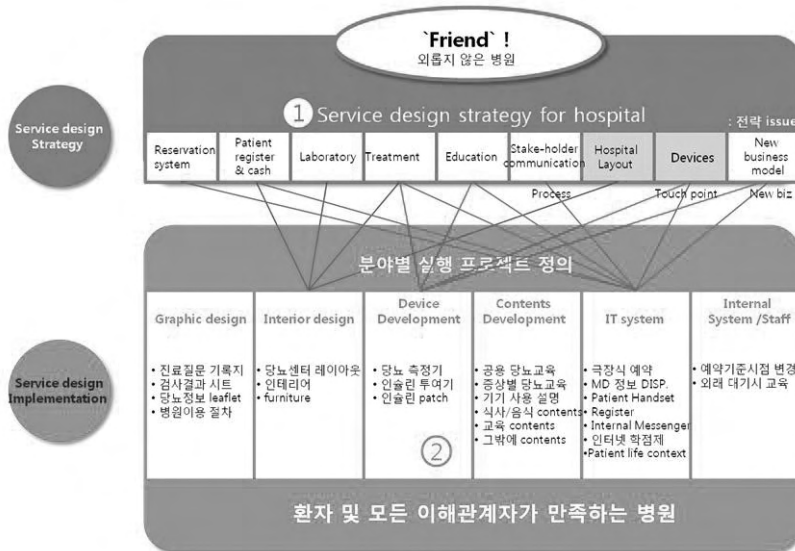 `Friend` !
외롭지 않은 병원
Service design
Strategy
① Service design strategy for hospital
: 전략 issue
Reservation
system
Patient
register
& cash
Laboratory
Treatment
Education
Stake-holder
communication
Hospital
Layout
Devices
New
business
model
Process
Touch point
New biz
분야별 실행 프로젝트 정의
Service design
Implementation
Graphic design
• 진료질문 기록지
• 검사결과 시트
• 당뇨정보 leaflet
• 병원이용 절차
Interior design
• 당뇨센터 레이아웃
• 인테리어
• furniture
Device
Development
• 당뇨 측정기
• 인슐린 투여기
• 인슐린 patch
②
Contents
Development
• 공용 당뇨교육
• 증상별 당뇨교육
• 기기 사용 설명
• 식사/음식 contents
• 교육 contents
• 그밖에 contents
IT system
• 극장식 예약
• MD 정보 DISP.
• Patient Handset
• Register
• Internal Messenger
• 인터넷 학점제
•Patient life context
Internal
System /Staff
• 예약기준시점 변경
• 외래 대기시 교육
환자 및 모든 이해관계자가 만족하는 병원